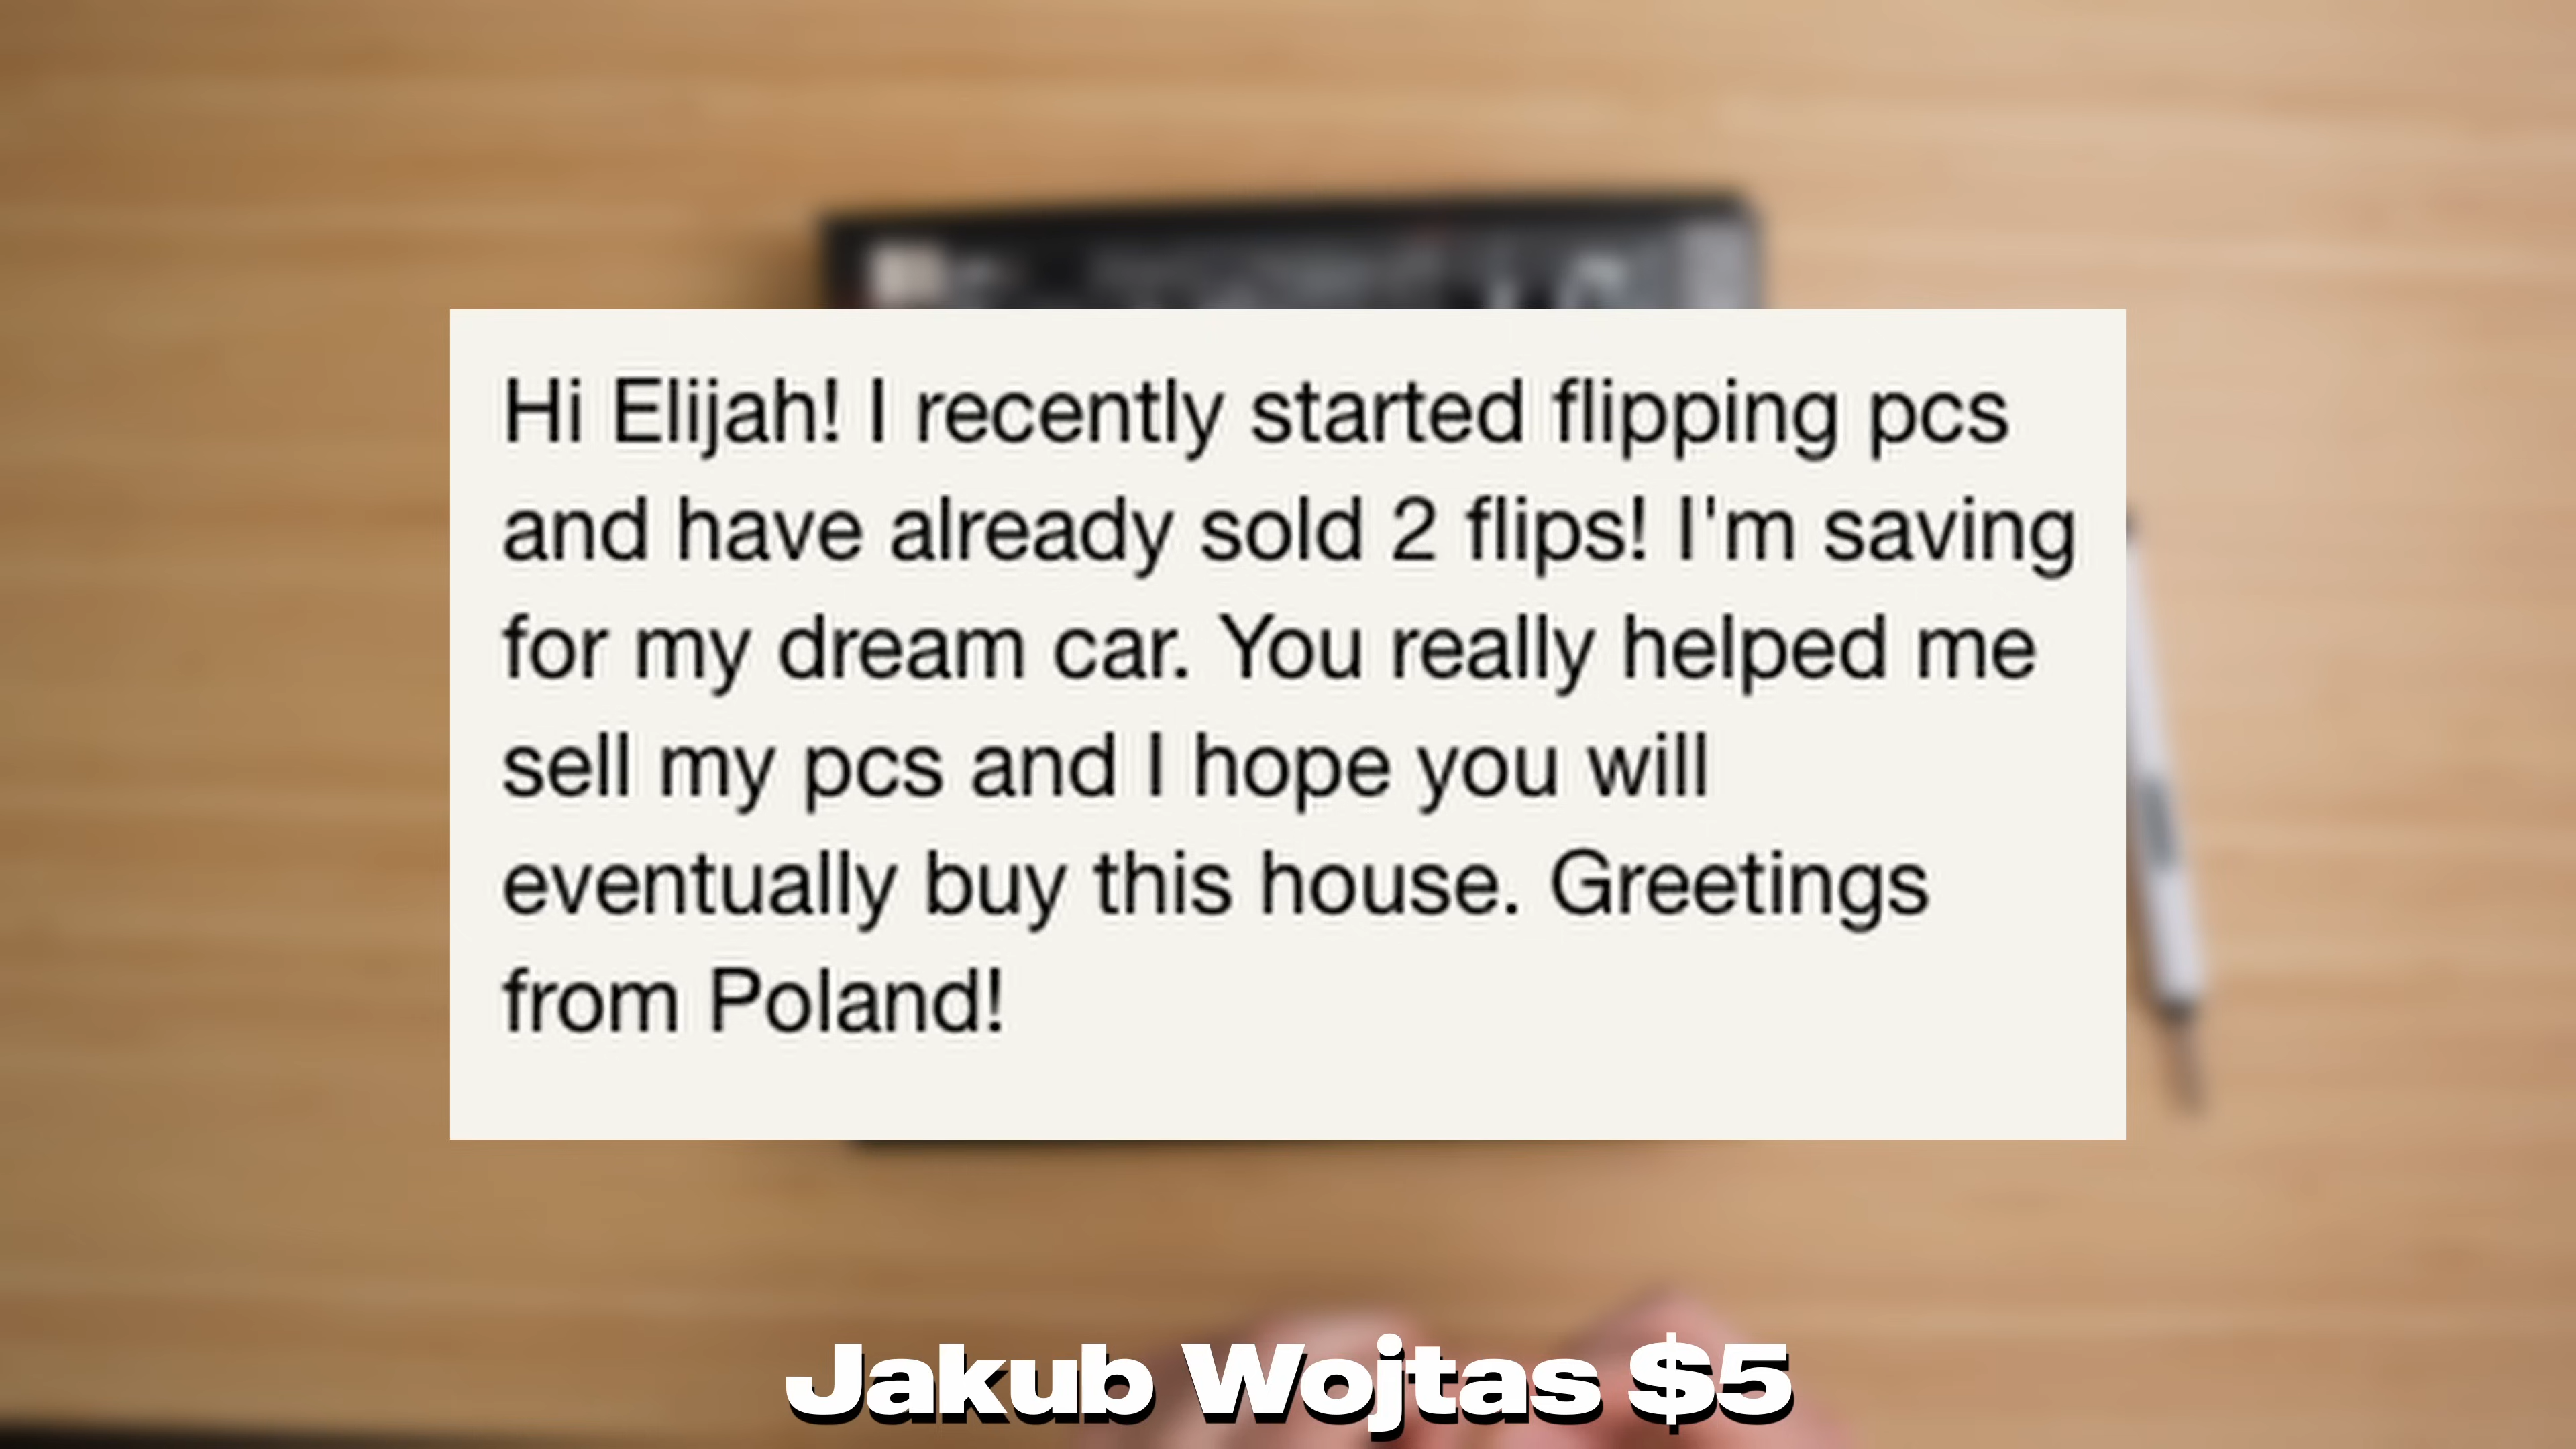 Hi Elijah! I recently started flipping pcs
and have already sold 2 flips! I'm saving
for my dream car. You really helped me
sell my pcs and I hope you will
eventually buy this house. Greetings
from Poland!
Jakub Wojtas $5